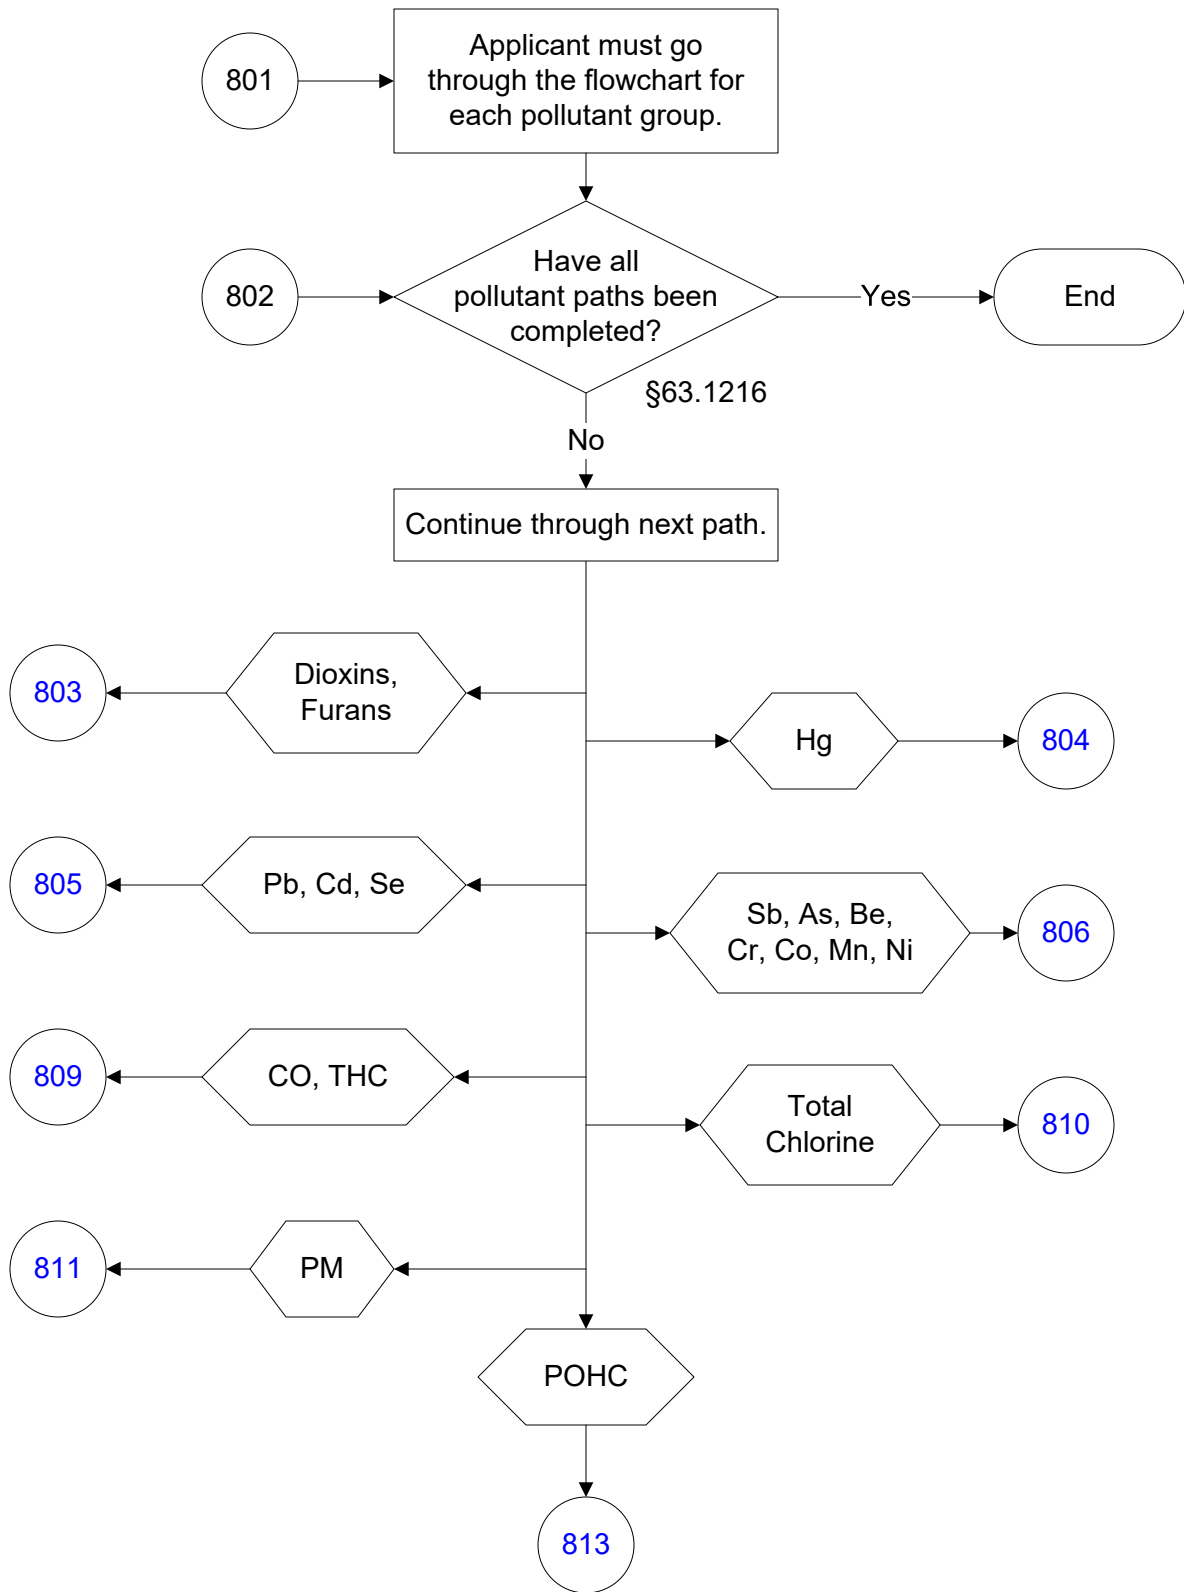 801
Applicant must go
through the flowchart for
each pollutant group.
802
Have all
pollutant paths been
completed?
Yes
End
§63.1216
No
Continue through next path.
803
Dioxins,
Furans
Hg
804
805
Pb, Cd, Se
Sb, As, Be,
Cr, Co, Mn, Ni
806
809
CO, THC
Total
Chlorine
810
811
PM
POHC
813